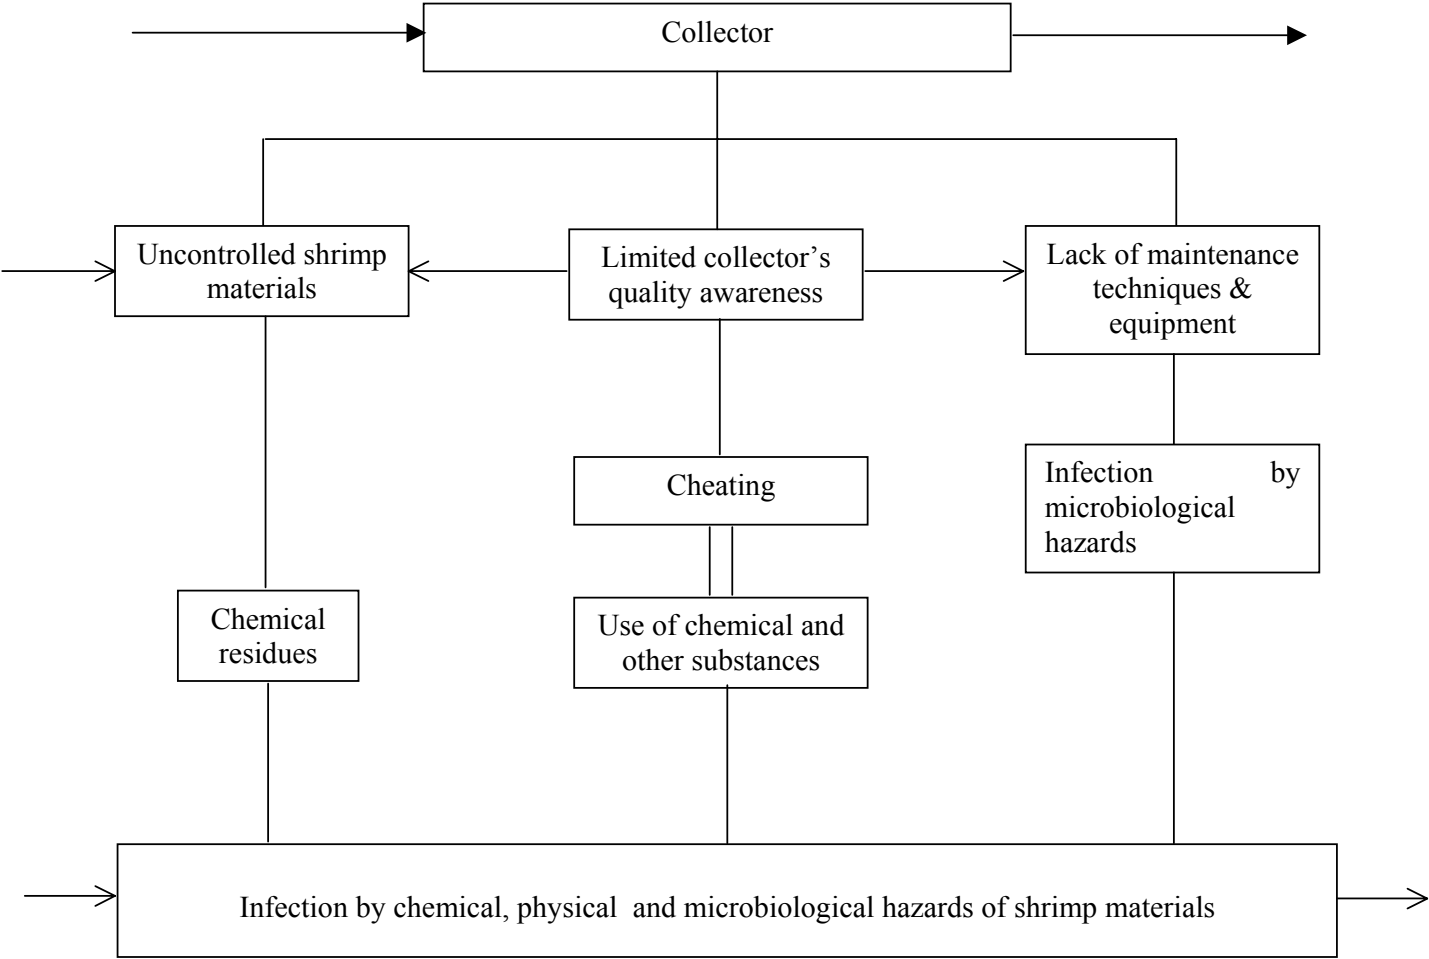 Collector
Uncontrolled shrimp
materials
Limited collector’s
quality awareness
Lack of maintenance
techniques &
equipment
Cheating
Infection by
microbiological
hazards
Chemical
residues
Use of chemical and
other substances
Infection by chemical, physical  and microbiological hazards of shrimp materials